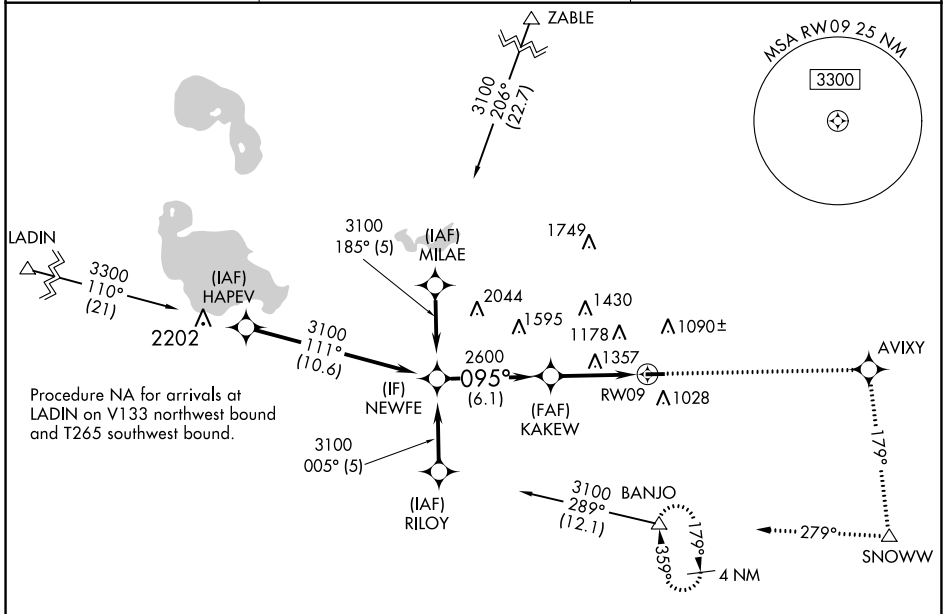 ZABLE
3100
206°
(22.7)
MSA RW09 25 NM
3300
LADIN
3300
110°
(21)
(IAF)
HAPEV
2202
3100
111°
(10.6)
3100
185° (5)
(IAF)
MILAE
1749
2044
1595
1430
1178
1357
1090±
1028
AVIXY
2600
095°
(6.1)
(IF)
NEWFE
(FAF)
KAKEW
RW09
Procedure NA for arrivals at
LADIN on V133 northwest bound
and T265 southwest bound.
3100
005° (5)
(IAF)
RILOY
3100
289°
(12.1)
BANJO
179°
359°
4 NM
179°
279°
SNOWW